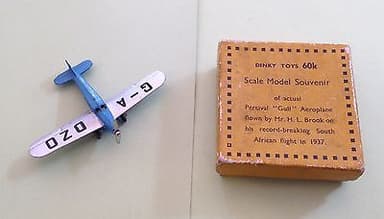 G-A
DZO
DINKY TOYS 60k
Scale Model Souvenir
of actual
Percival "Gull" Aeroplane
flown by Mr. H. L. Brook on
his record-breaking South
African flight in 1937.